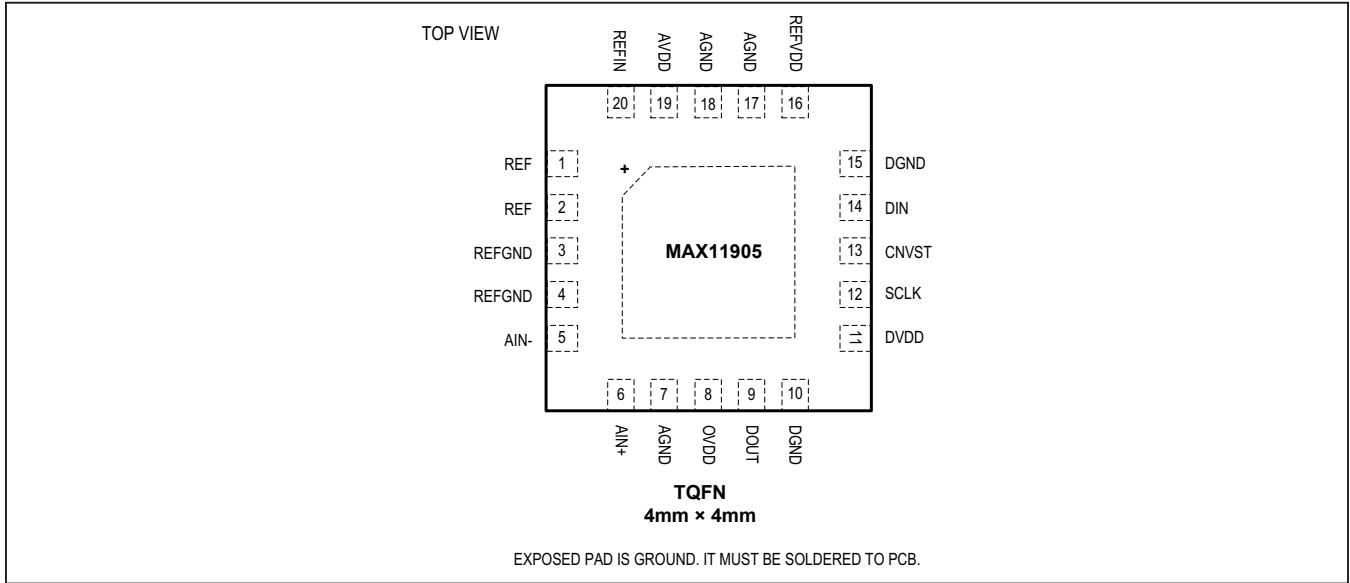 TOP VIEW
REFIN
AVDD
AGND
AGND
REFVDD
20
19
18
17
16
REF 1
15 DGND
+
REF 2
14 DIN
REFGND 3
MAX11905
13 CNVST
REFGND 4
12 SCLK
AIN- 5
11 DVDD
6
7
8
9
10
AIN+
AGND
OVDD
DOUT
DGND
TQFN
4mm × 4mm
EXPOSED PAD IS GROUND. IT MUST BE SOLDERED TO PCB.